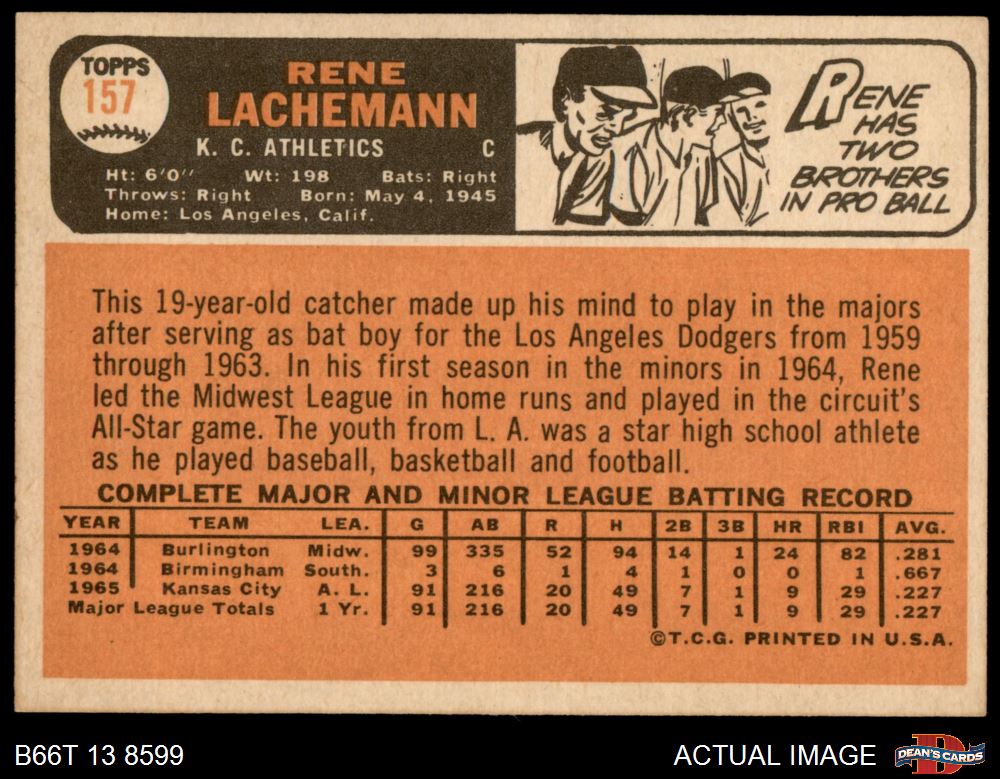 TOPPS
157
RENE
LACHEMANN
K. C. ATHLETICS C
Ht: 6'0" Wt: 198 Bats: Right
Throws: Right Born: May 4, 1945
Home: Los Angeles, Calif.
RENE
HAS
TWO
BROTHERS
IN PRO BALL
This 19-year-old catcher made up his mind to play in the majors
after serving as bat boy for the Los Angeles Dodgers from 1959
through 1963. In his first season in the minors in 1964, Rene
led the Midwest League in home runs and played in the circuit's
All-Star game. The youth from L. A. was a star high school athlete
as he played baseball, basketball and football.
COMPLETE MAJOR AND MINOR LEAGUE BATTING RECORD
YEAR TEAM LEA. G AB R H 2B 3B HR RBI AVG.
1964 Burlington Midw. 99 335 52 94 14 1 24 82 .281
1964 Birmingham South. 3 6 1 4 1 0 0 1 .667
1965 Kansas City A. L. 91 216 20 49 7 1 9 29 .227
Major League Totals 1 Yr. 91 216 20 49 7 1 9 29 .227
©T.C.G. PRINTED IN U.S.A.
B66T 13 8599 ACTUAL IMAGE
D
DEAN'S CARDS